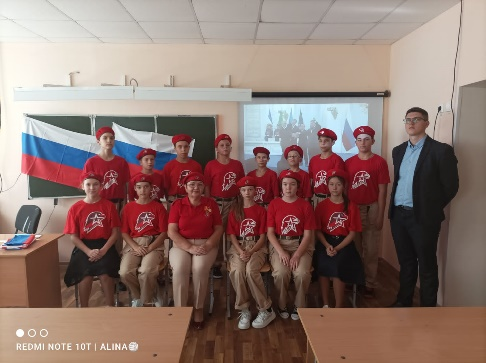 REDMI NOTE 10T | ALINA